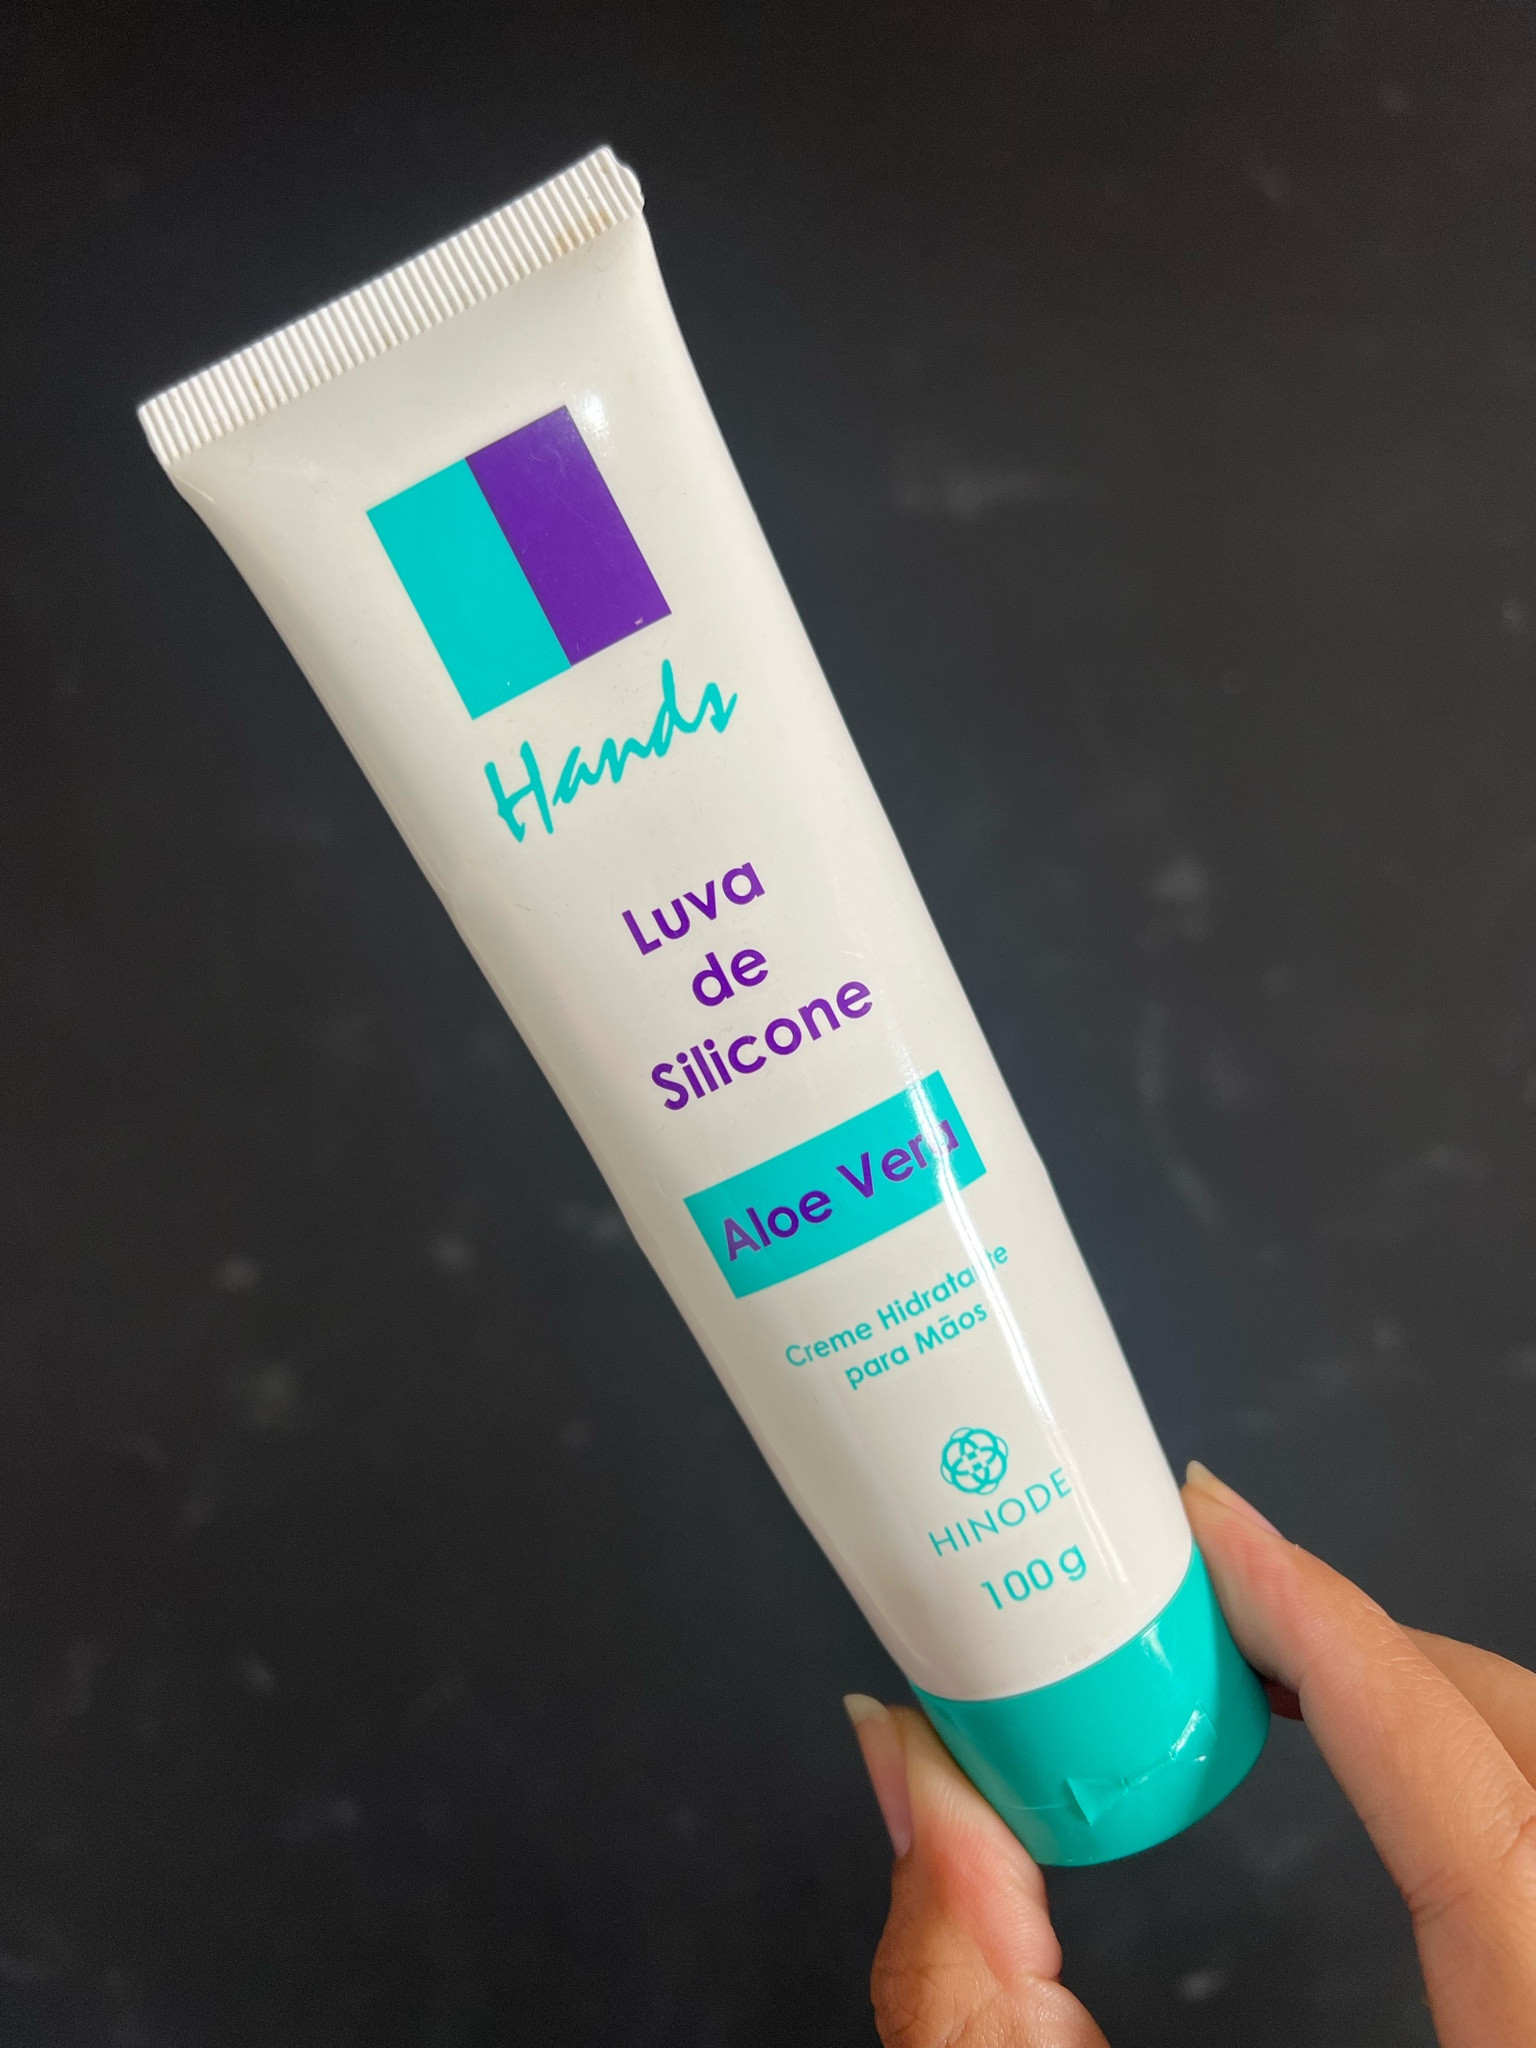 Hands
Luva
de
Silicone
Aloe Vera
Creme Hidratante
para Mãos
HINODE
100 g